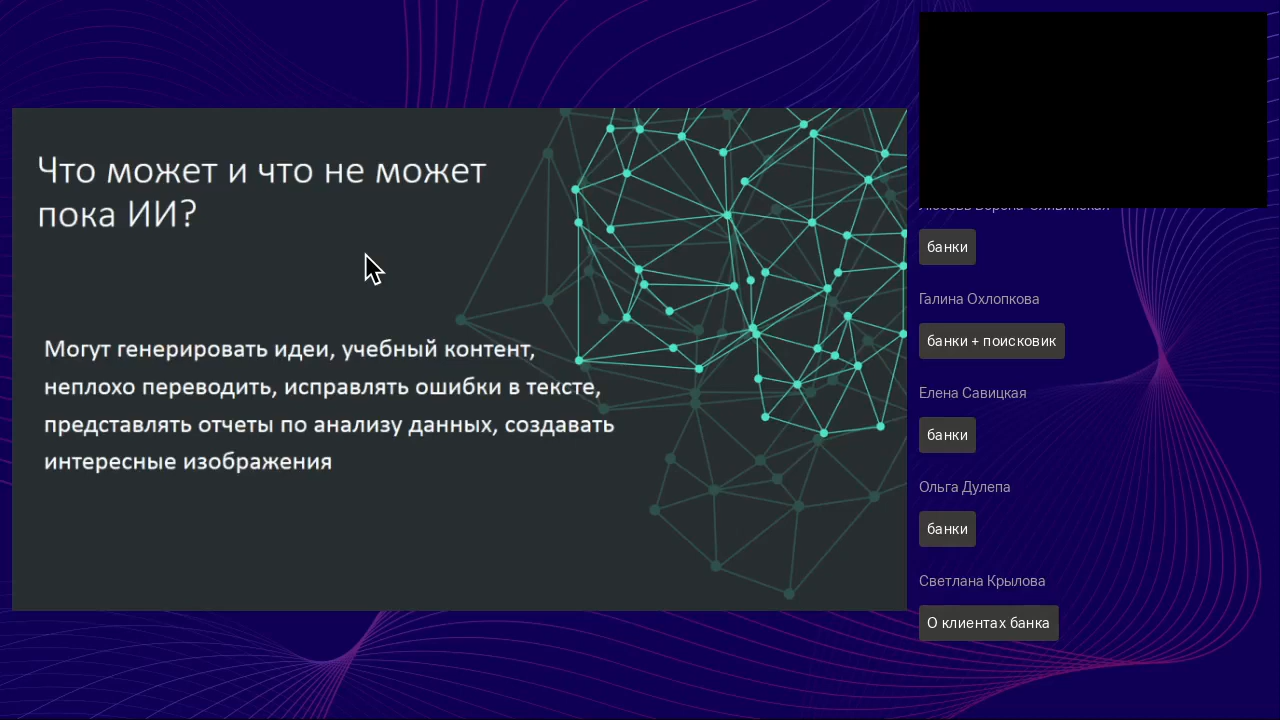 Что может и что не может
пока ИИ?
Могут генерировать идеи, учебный контент,
неплохо переводить, исправлять ошибки в тексте,
представлять отчеты по анализу данных, создавать
интересные изображения
банки
Галина Охлопкова
банки + поисковик
Елена Савицкая
банки
Ольга Дулепа
банки
Светлана Крылова
О клиентах банка